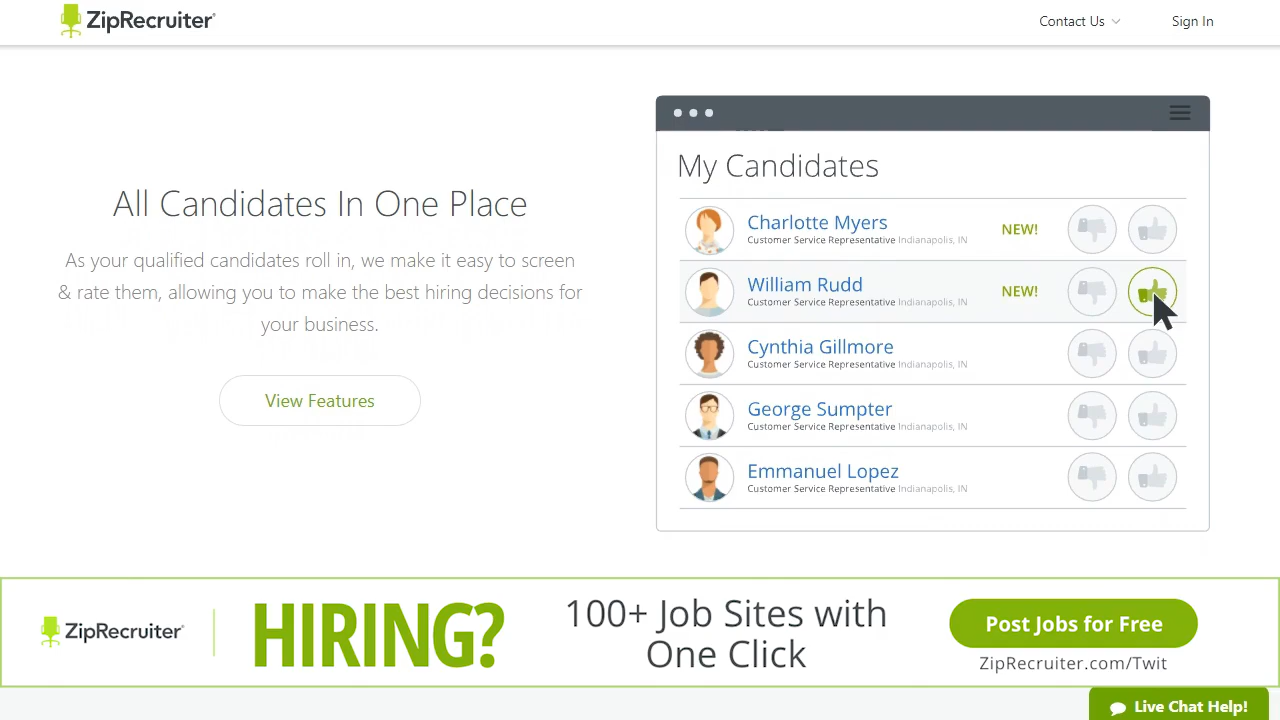 ZipRecruiter®
Contact Us
Sign In
All Candidates In One Place
As your qualified candidates roll in, we make it easy to screen
& rate them, allowing you to make the best hiring decisions for
your business.
View Features
My Candidates
Charlotte Myers
Customer Service Representative Indianapolis, IN
NEW!
William Rudd
Customer Service Representative Indianapolis, IN
NEW!
Cynthia Gillmore
Customer Service Representative Indianapolis, IN
George Sumpter
Customer Service Representative Indianapolis, IN
Emmanuel Lopez
Customer Service Representative Indianapolis, IN
ZipRecruiter®
HIRING?
100+ Job Sites with
One Click
Post Jobs for Free
ZipRecruiter.com/Twit
Live Chat Help!